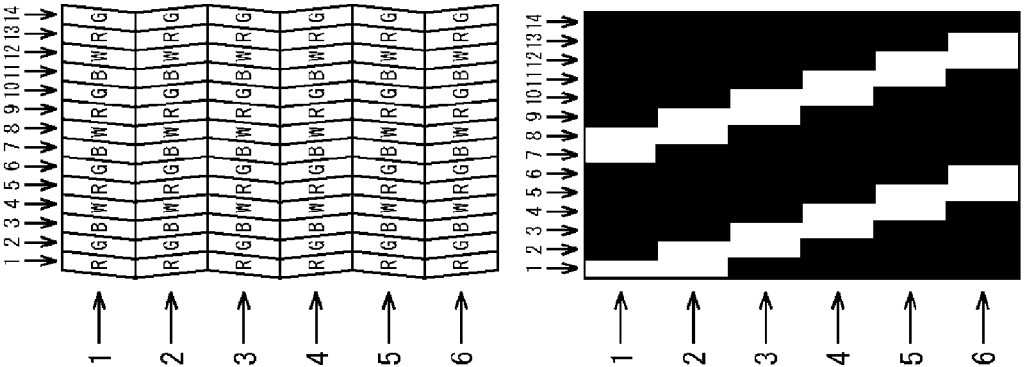 1 2 3 4 5 6 7 8 9 10 11 12 13 14
1 R G B W R G B W R G B W R G
2 R G B W R G B W R G B W R G
3 R G B W R G B W R G B W R G
4 R G B W R G B W R G B W R G
5 R G B W R G B W R G B W R G
6 R G B W R G B W R G B W R G
1 2 3 4 5 6 7 8 9 10 11 12 13 14
1
2
3
4
5
6